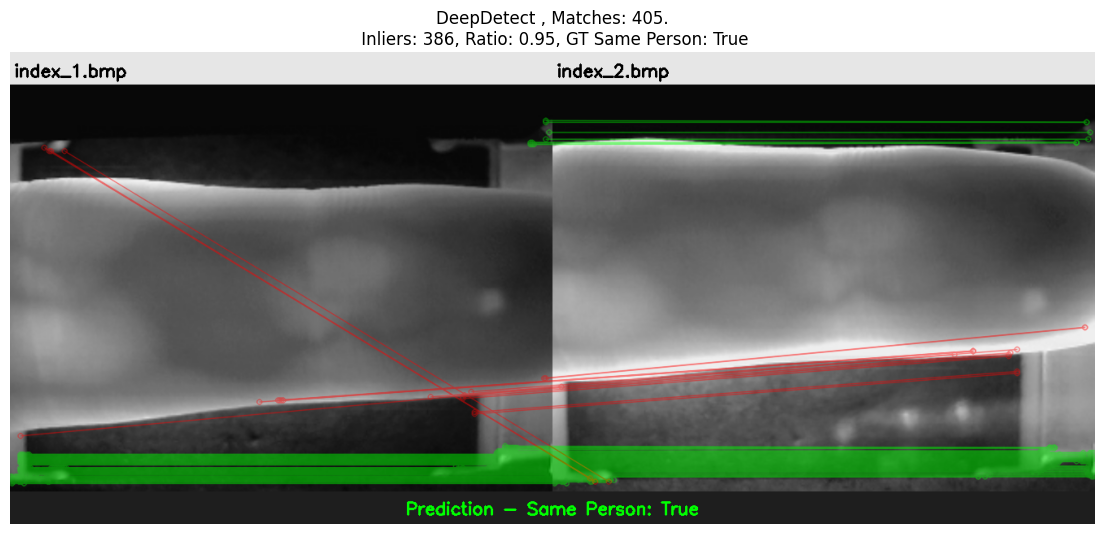 DeepDetect , Matches: 405.
Inliers: 386, Ratio: 0.95, GT Same Person: True
index_1.bmp
index_2.bmp
Prediction - Same Person: True